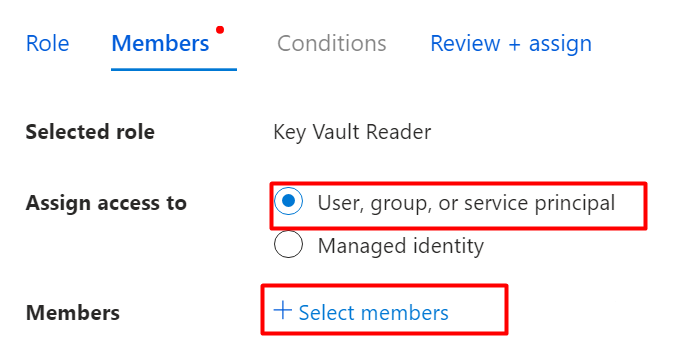 Role Members Conditions Review + assign
Selected role Key Vault Reader
Assign access to User, group, or service principal
Managed identity
Members + Select members